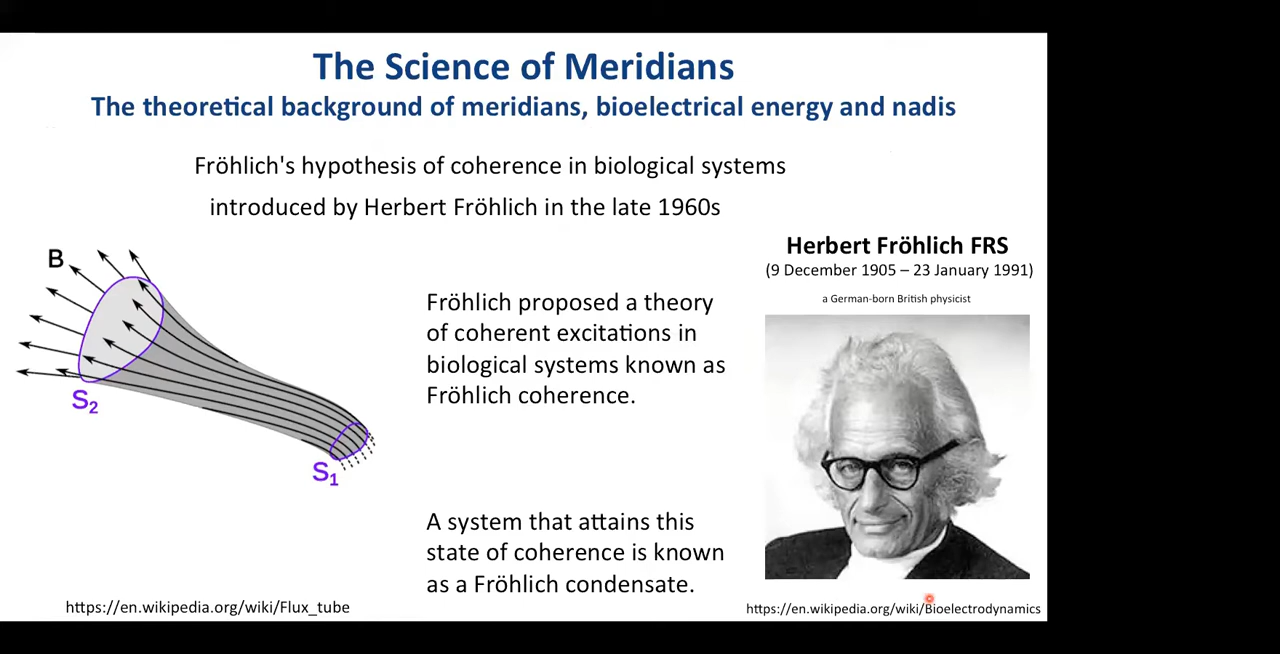 The Science of Meridians
The theoretical background of meridians, bioelectrical energy and nadis
Fröhlich's hypothesis of coherence in biological systems
introduced by Herbert Fröhlich in the late 1960s
B
S₂
S₁
https://en.wikipedia.org/wiki/Flux_tube
Fröhlich proposed a theory
of coherent excitations in
biological systems known as
Fröhlich coherence.
A system that attains this
state of coherence is known
as a Fröhlich condensate.
Herbert Fröhlich FRS
(9 December 1905 – 23 January 1991)
a German-born British physicist
https://en.wikipedia.org/wiki/Bioelectrodynamics